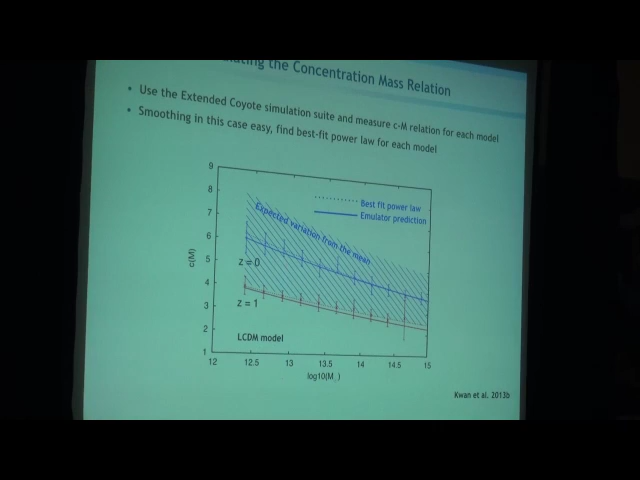 the Concentration Mass Relation
• Use the Extended Coyote simulation suite and measure c-M relation for each model
• Smoothing in this case easy, find best-fit power law for each model
9
8
7
6
5
4
3
2
1
c(M)
Best fit power law
Emulator prediction
Expected variation from the mean
z = 0
z = 1
LCDM model
12
12.5
13
13.5
14
14.5
15
log10(M )
Kwan et al. 2013b